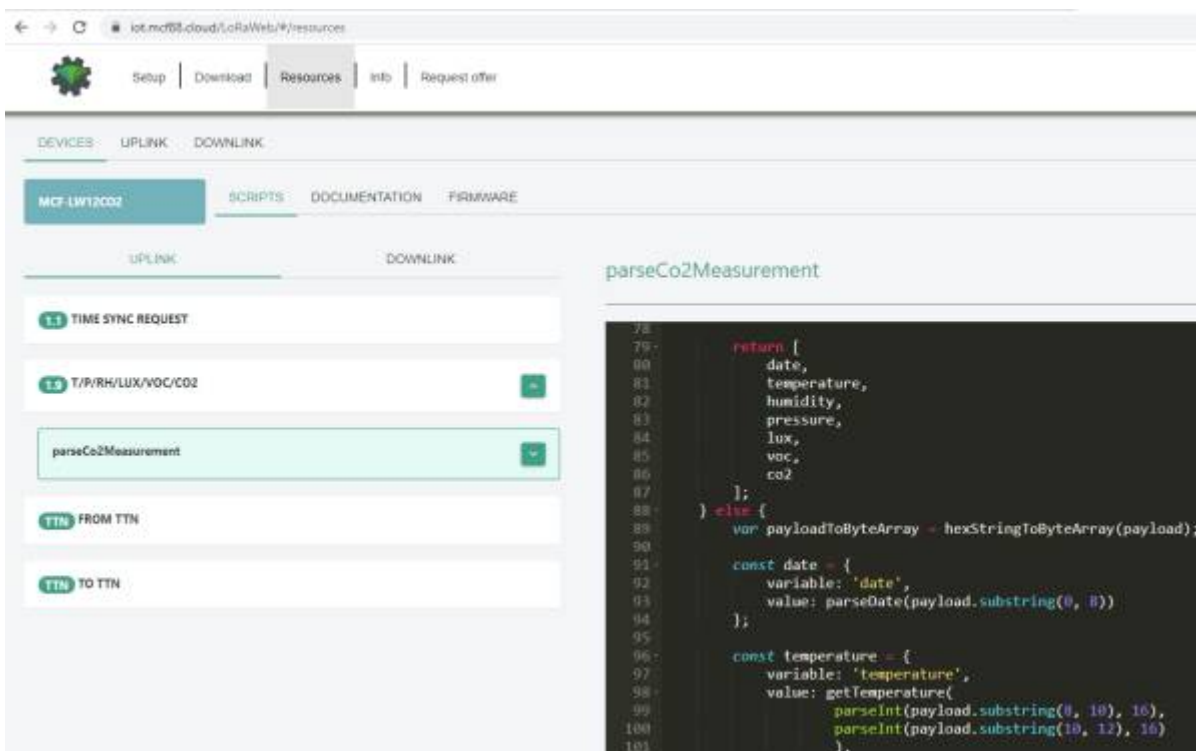 iot.mcf88.cloud/LoRaWeb/#/resources
Setup | Download | Resources | Info | Request offer
DEVICES UPLINK DOWNLINK
MCF-LW12CO2 SCRIPTS DOCUMENTATION FIRMWARE
UPLINK DOWNLINK
parseCo2Measurement
1.1 TIME SYNC REQUEST
1.9 T/P/RH/LUX/VOC/CO2
parseCo2Measurement
TTN FROM TTN
TTN TO TTN
78
79 return [
80 date,
81 temperature,
82 humidity,
83 pressure,
84 lux,
85 voc,
86 co2
87 ];
88 } else {
89 var payloadToByteArray = hexStringToByteArray(payload);
90
91 const date = {
92 variable: 'date',
93 value: parseDate(payload.substring(0, 8))
94 };
95
96 const temperature = {
97 variable: 'temperature',
98 value: getTemperature(
99 parseInt(payload.substring(8, 10), 16),
100 parseInt(payload.substring(10, 12), 16)
101 ),